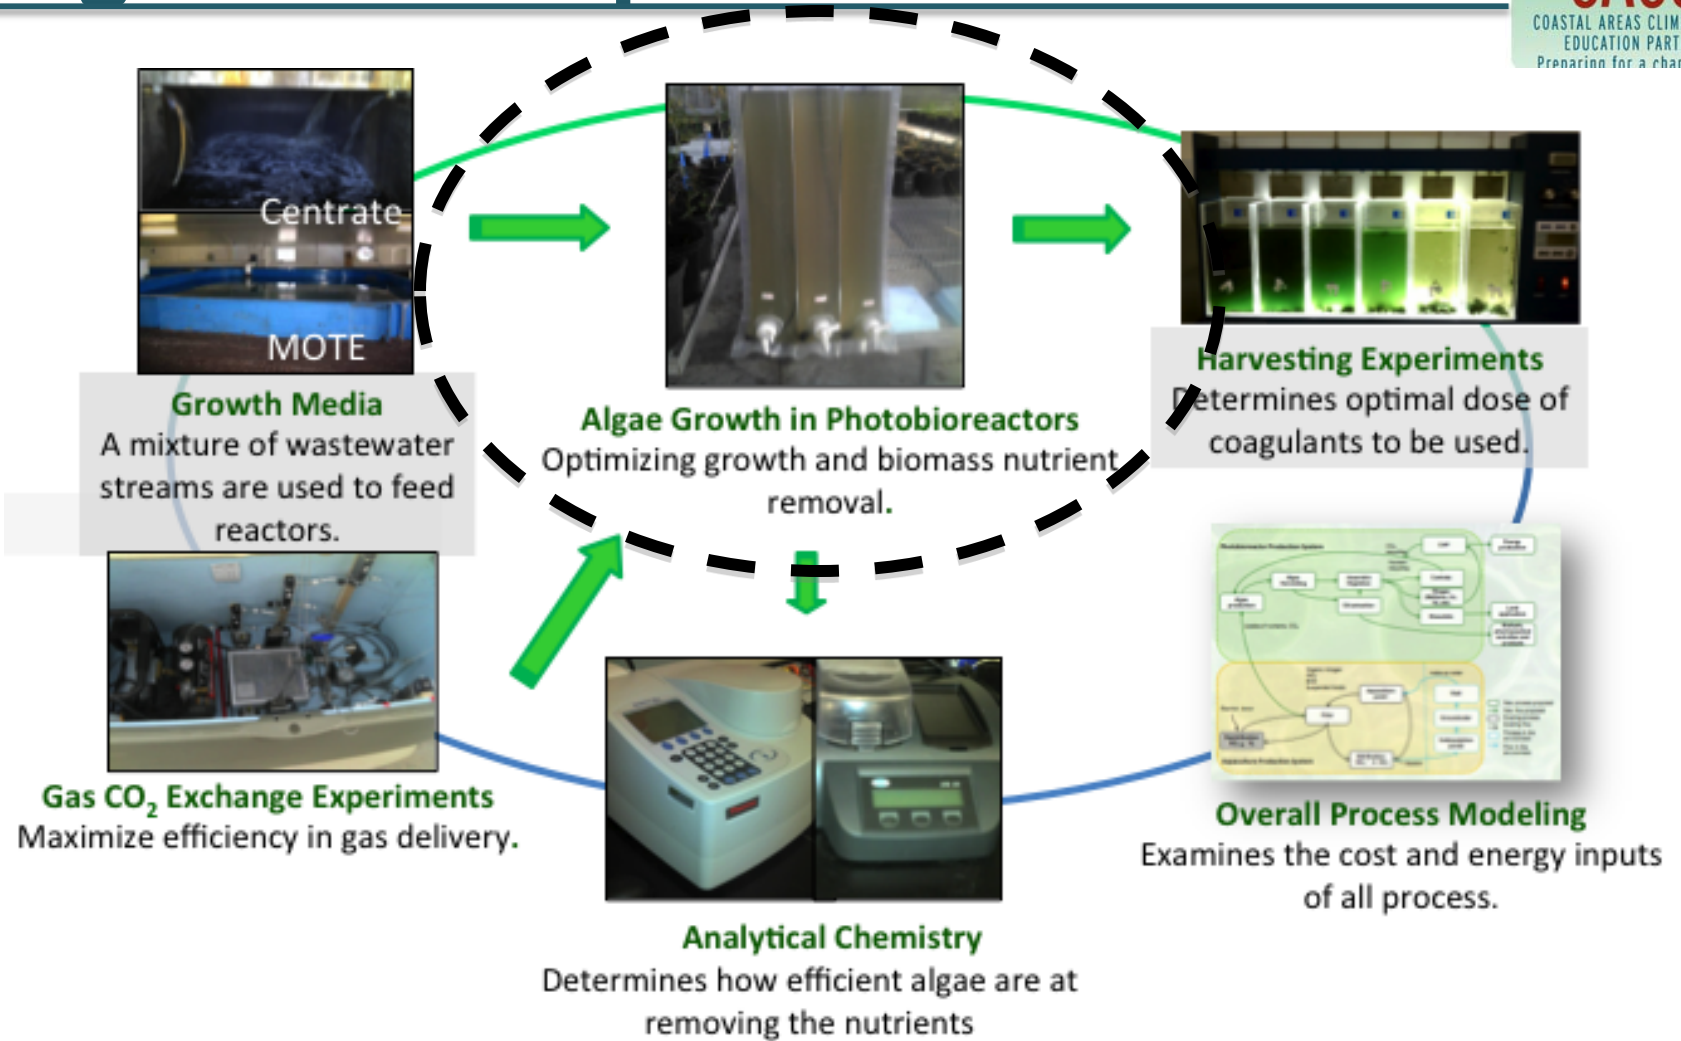 COASTAL AREAS CLIM
EDUCATION PART
Preparing for a chan
Centrate
MOTE
Growth Media
A mixture of wastewater
streams are used to feed
reactors.
Algae Growth in Photobioreactors
Optimizing growth and biomass nutrient
removal.
Harvesting Experiments
Determines optimal dose of
coagulants to be used.
Gas CO₂ Exchange Experiments
Maximize efficiency in gas delivery.
Analytical Chemistry
Determines how efficient algae are at
removing the nutrients
Overall Process Modeling
Examines the cost and energy inputs
of all process.